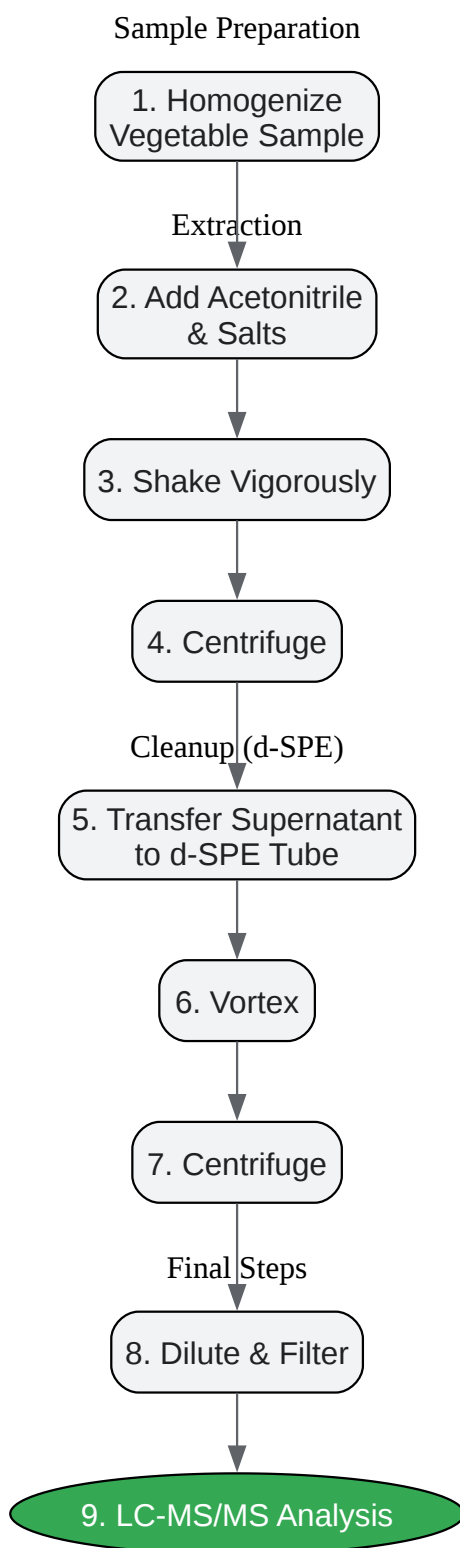 Sample Preparation
1. Homogenize
Vegetable Sample
Extraction
2. Add Acetonitrile
& Salts
3. Shake Vigorously
4. Centrifuge
Cleanup (d-SPE)
5. Transfer Supernatant
to d-SPE Tube
6. Vortex
7. Centrifuge
Final Steps
8. Dilute & Filter
9. LC-MS/MS Analysis